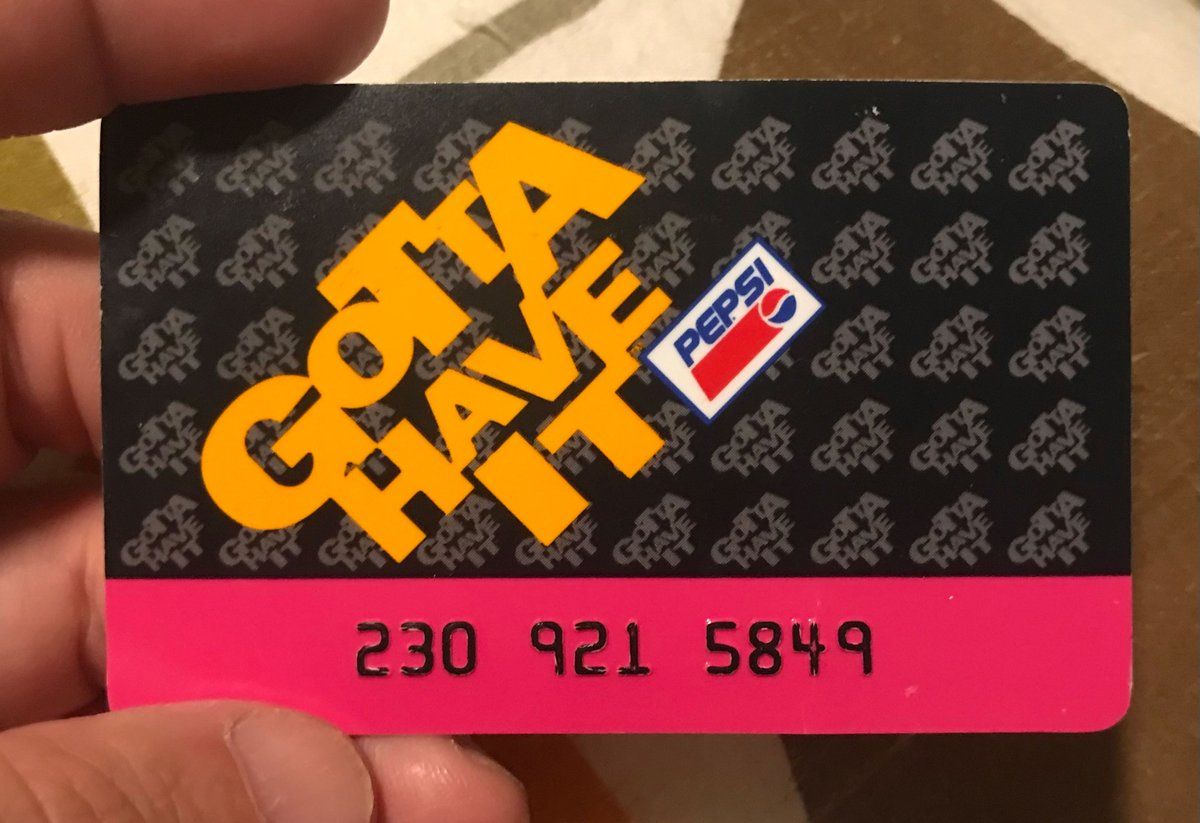 GOTTA
HAVE
IT
PEPSI
230 921 5849